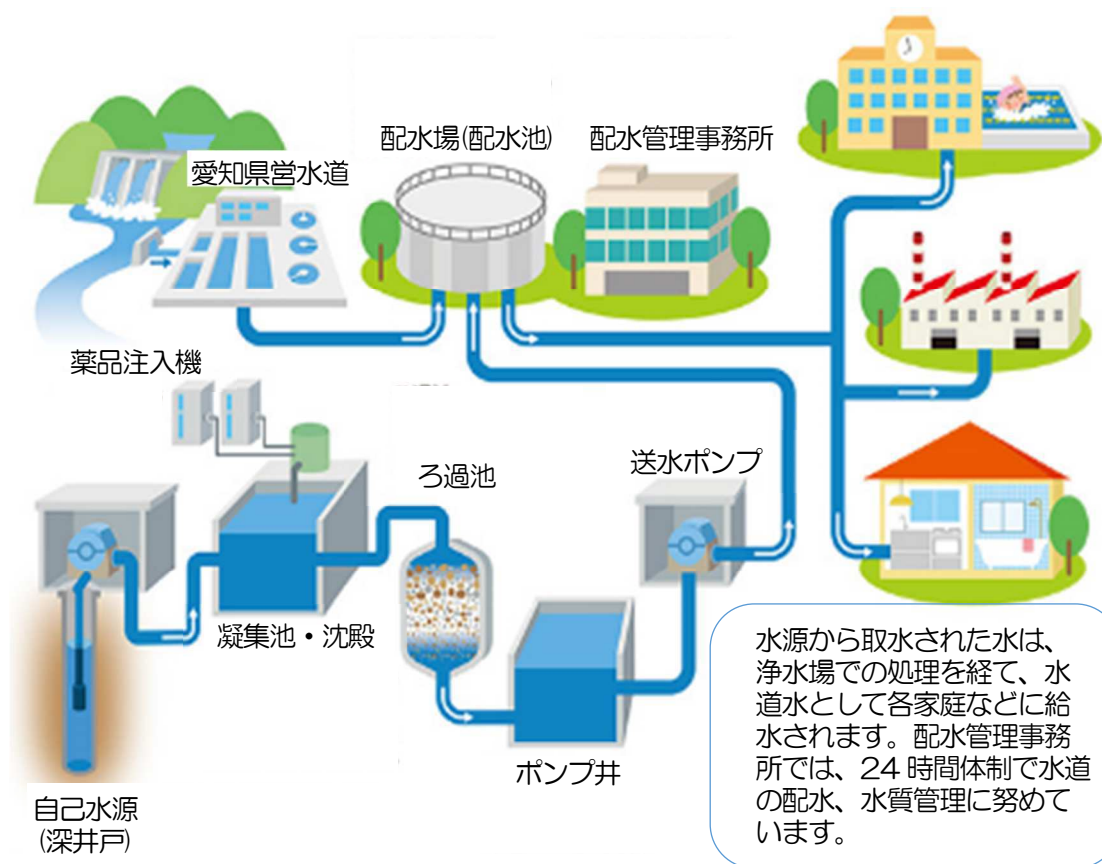 愛知県営水道
配水場(配水池)
配水管理事務所
薬品注入機
ろ過池
送水ポンプ
凝集池・沈殿
ポンプ井
自己水源
(深井戸)
水源から取水された水は、
浄水場での処理を経て、水
道水として各家庭などに給
水されます。配水管理事務
所では、24時間体制で水道
の配水、水質管理に努めて
います。